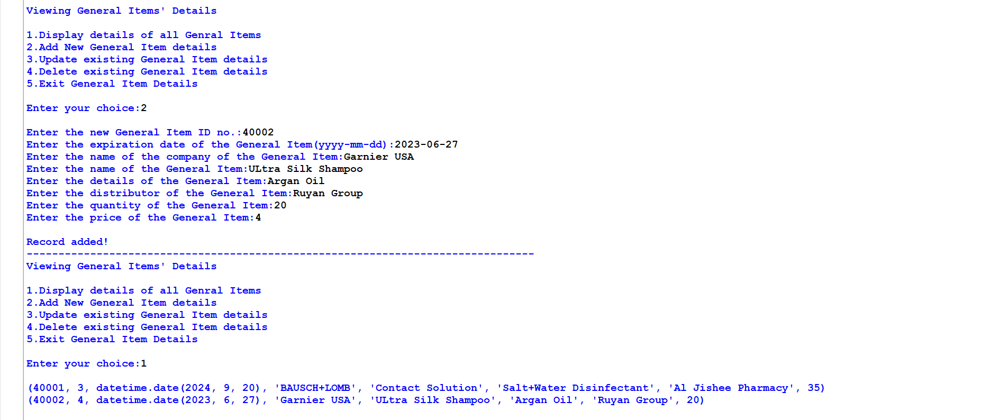 Viewing General Items' Details
1.Display details of all Genral Items
2.Add New General Item details
3.Update existing General Item details
4.Delete existing General Item details
5.Exit General Item Details
Enter your choice:2
Enter the new General Item ID no.:40002
Enter the expiration date of the General Item(yyyy-mm-dd):2023-06-27
Enter the name of the company of the General Item:Garnier USA
Enter the name of the General Item:ULtra Silk Shampoo
Enter the details of the General Item:Argan Oil
Enter the distributor of the General Item:Ruyan Group
Enter the quantity of the General Item:20
Enter the price of the General Item:4
Record added!
--------------------------------------------------------------------------------
Viewing General Items' Details
1.Display details of all Genral Items
2.Add New General Item details
3.Update existing General Item details
4.Delete existing General Item details
5.Exit General Item Details
Enter your choice:1
(40001, 3, datetime.date(2024, 9, 20), 'BAUSCH+LOMB', 'Contact Solution', 'Salt+Water Disinfectant', 'Al Jishee Pharmacy', 35)
(40002, 4, datetime.date(2023, 6, 27), 'Garnier USA', 'ULtra Silk Shampoo', 'Argan Oil', 'Ruyan Group', 20)